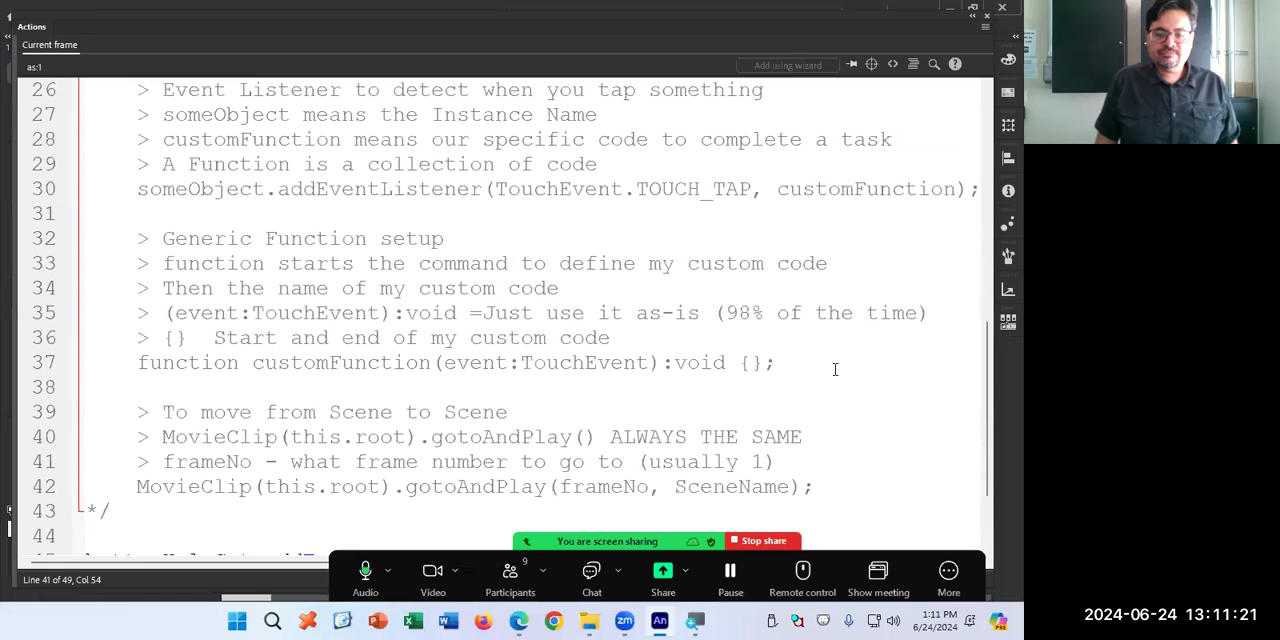 Actions
Current frame
as:1
Add using wizard
26 > Event Listener to detect when you tap something
27 > someObject means the Instance Name
28 > customFunction means our specific code to complete a task
29 > A Function is a collection of code
30 someObject.addEventListener(TouchEvent.TOUCH_TAP, customFunction);
31
32 > Generic Function setup
33 > function starts the command to define my custom code
34 > Then the name of my custom code
35 > (event:TouchEvent):void =Just use it as-is (98% of the time)
36 > {} Start and end of my custom code
37 function customFunction(event:TouchEvent):void {};
38
39 > To move from Scene to Scene
40 > MovieClip(this.root).gotoAndPlay() ALWAYS THE SAME
41 > frameNo - what frame number to go to (usually 1)
42 MovieClip(this.root).gotoAndPlay(frameNo, SceneName);
43 */
44
You are screen sharing
Stop share
Line 41 of 49, Col 54
9
Audio
Video
Participants
Chat
Share
Pause
Remote control
Show meeting
More
1:11 PM
6/24/2024
2024-06-24 13:11:21